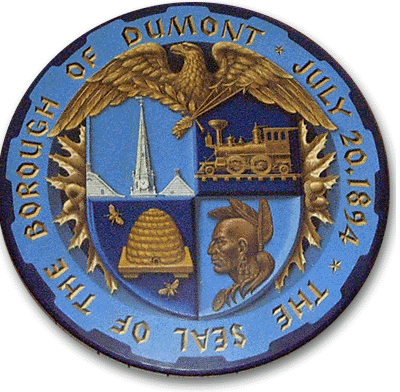 THE SEAL OF THE BOROUGH OF DUMONT * JULY 20, 1894 *